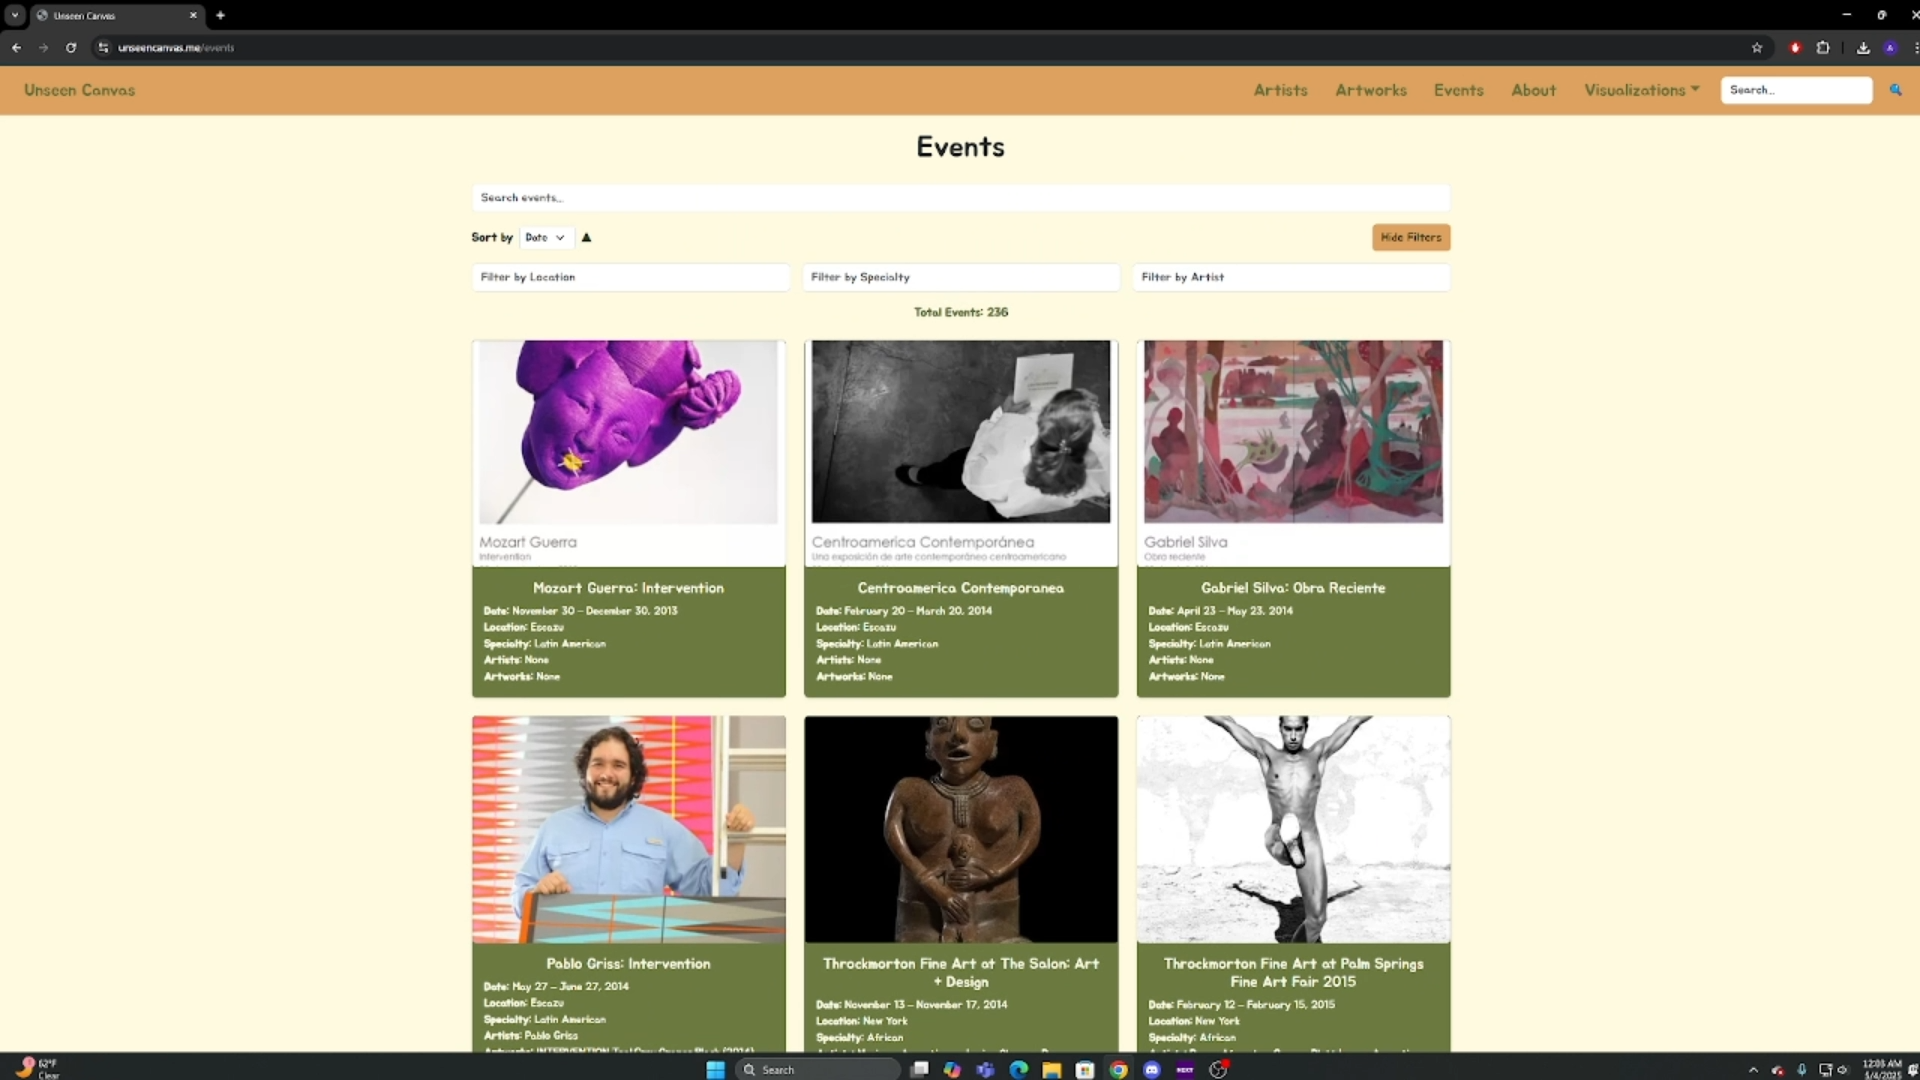 Unseen Canvas
unseencanvas.me/events
Unseen Canvas
Artists
Artworks
Events
About
Visualizations
Search..
Events
Search events...
Sort by
Date
Hide Filters
Filter by Location
Filter by Specialty
Filter by Artist
Total Events: 236
Mozart Guerra
Intervention
Centroamerica Contemporánea
Una exposición de arte contemporáneo centroamericano
Gabriel Silva
Obra reciente
Mozart Guerra: Intervention
Date: November 30 – December 30, 2013
Location: Escazu
Specialty: Latin American
Artists: None
Artworks: None
Centroamerica Contemporanea
Date: February 20 – March 20, 2014
Location: Escazu
Specialty: Latin American
Artists: None
Artworks: None
Gabriel Silva: Obra Reciente
Date: April 23 – May 23, 2014
Location: Escazu
Specialty: Latin American
Artists: None
Artworks: None
Pablo Griss: Intervention
Date: May 27 – June 27, 2014
Location: Escazu
Specialty: Latin American
Artists: Pablo Griss
Throckmorton Fine Art at The Salon: Art
+ Design
Date: November 13 – November 17, 2014
Location: New York
Specialty: African
Throckmorton Fine Art at Palm Springs
Fine Art Fair 2015
Date: February 12 – February 15, 2015
Location: New York
Specialty: African
62°F
Clear
Search
NEXT
12:03 AM
5/4/2025